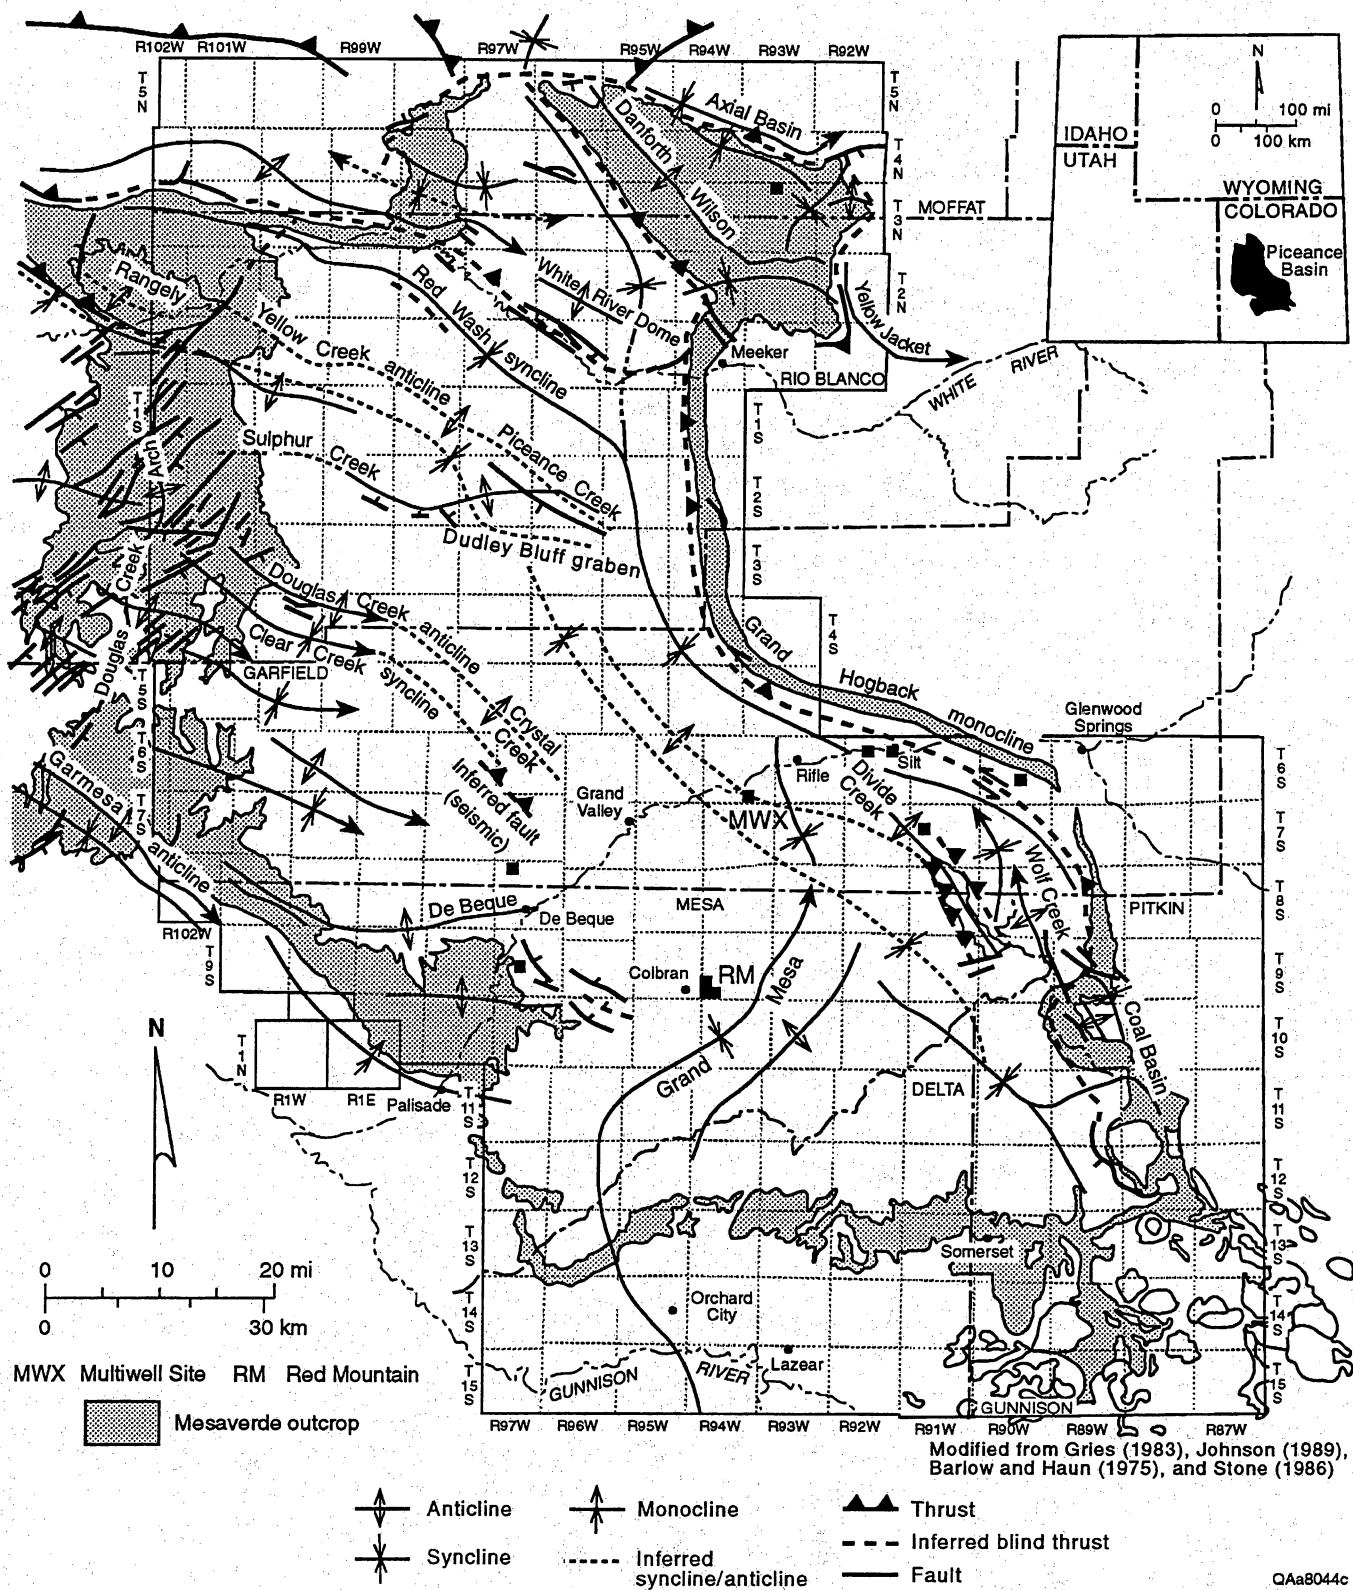 R102W R101W R99W R97W R95W R94W R93W R92W
T5N
T5N
T4N
T3N
T2N
Axial Basin
Danforth
Wilson
MOFFAT
N
0 100 mi
0 100 km
IDAHO
UTAH
WYOMING
COLORADO
Piceance
Basin
Rangely
Red Wash syncline
White River Dome
Yellow Jacket
Yellow Creek anticline
Meeker
RIO BLANCO
WHITE RIVER
T1S
Arch
T1S
T2S
T3S
T4S
Sulphur Creek
Piceance Creek
Dudley Bluff graben
Douglas Creek
Douglas Creek anticline
Clear Creek syncline
GARFIELD
Grand Hogback monocline
Glenwood
Springs
T5S
T6S
T7S
Crystal
Creek
Inferred fault
(seismic)
Garmesa anticline
Grand
Valley
Rifle
Silt
Divide
Creek
MWX
Wolf Creek
T6S
T7S
T8S
T9S
T10S
T11S
T12S
T13S
T14S
T15S
De Beque
De Beque
MESA
PITKIN
R102W
T9S
Colbran
RM
Grand Mesa
Coal Basin
N
T1N
R1W R1E
Palisade
T11S
DELTA
T12S
T13S
T14S
T15S
Somerset
Orchard
City
Lazear
GUNNISON RIVER
GUNNISON
0 10 20 mi
0 30 km
MWX Multiwell Site RM Red Mountain
Mesaverde outcrop
R97W R96W R95W R94W R93W R92W R91W R90W R89W R87W
Modified from Gries (1983), Johnson (1989),
Barlow and Haun (1975), and Stone (1986)
Anticline
Monocline
Thrust
Inferred blind thrust
Syncline
Inferred
syncline/anticline
Fault
QAa8044c